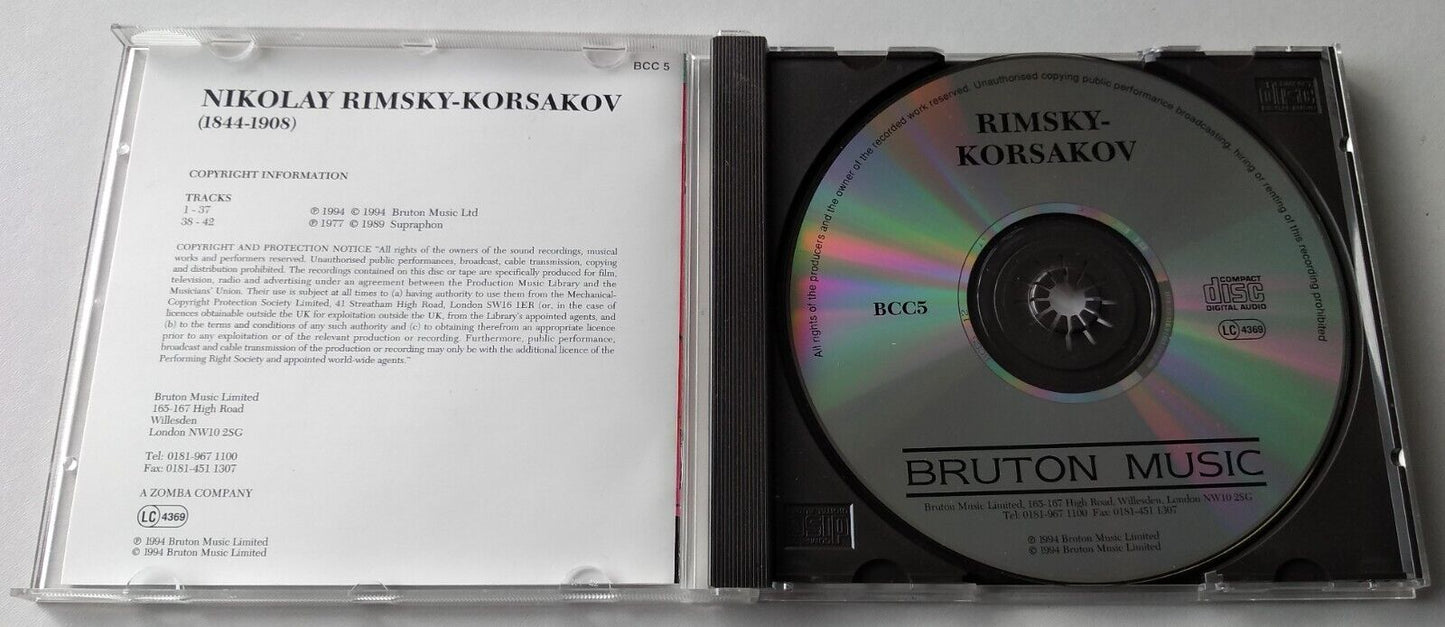 BCC 5
NIKOLAY RIMSKY-KORSAKOV
(1844-1908)
COPYRIGHT INFORMATION
TRACKS
1 - 37 ℗ 1994 © 1994 Bruton Music Ltd
38 - 42 ℗ 1977 © 1989 Supraphon
COPYRIGHT AND PROTECTION NOTICE "All rights of the owners of the sound recordings, musical
works and performers reserved. Unauthorised public performances, broadcast, cable transmission, copying
and distribution prohibited. The recordings contained on this disc or tape are specifically produced for film,
television, radio and advertising under an agreement between the Production Music Library and the
Musicians' Union. Their use is subject at all times to (a) having authority to use them from the Mechanical-
Copyright Protection Society Limited, 41 Streatham High Road, London SW16 1ER (or, in the case of
licences obtainable outside the UK for exploitation outside the UK, from the Library's appointed agents, and
(b) to the terms and conditions of any such authority and (c) to obtaining therefrom an appropriate licence
prior to any exploitation or of the relevant production or recording. Furthermore, public performance,
broadcast and cable transmission of the production or recording may only be with the additional licence of the
Performing Right Society and appointed world-wide agents."
Bruton Music Limited
165-167 High Road
Willesden
London NW10 2SG
Tel: 0181-967 1100
Fax: 0181-451 1307
A ZOMBA COMPANY
LC 4369
℗ 1994 Bruton Music Limited
© 1994 Bruton Music Limited
All rights of the producers and the owner of the recorded work reserved. Unauthorised copying public performance broadcasting, hiring or renting of this recording prohibited
RIMSKY-
KORSAKOV
BCC5
COMPACT
disc
DIGITAL AUDIO
LC 4369
BRUTON MUSIC
Bruton Music Limited, 165-167 High Road, Willesden, London NW10 2SG
Tel: 0181-967 1100 Fax: 0181-451 1307
℗ 1994 Bruton Music Limited
© 1994 Bruton Music Limited